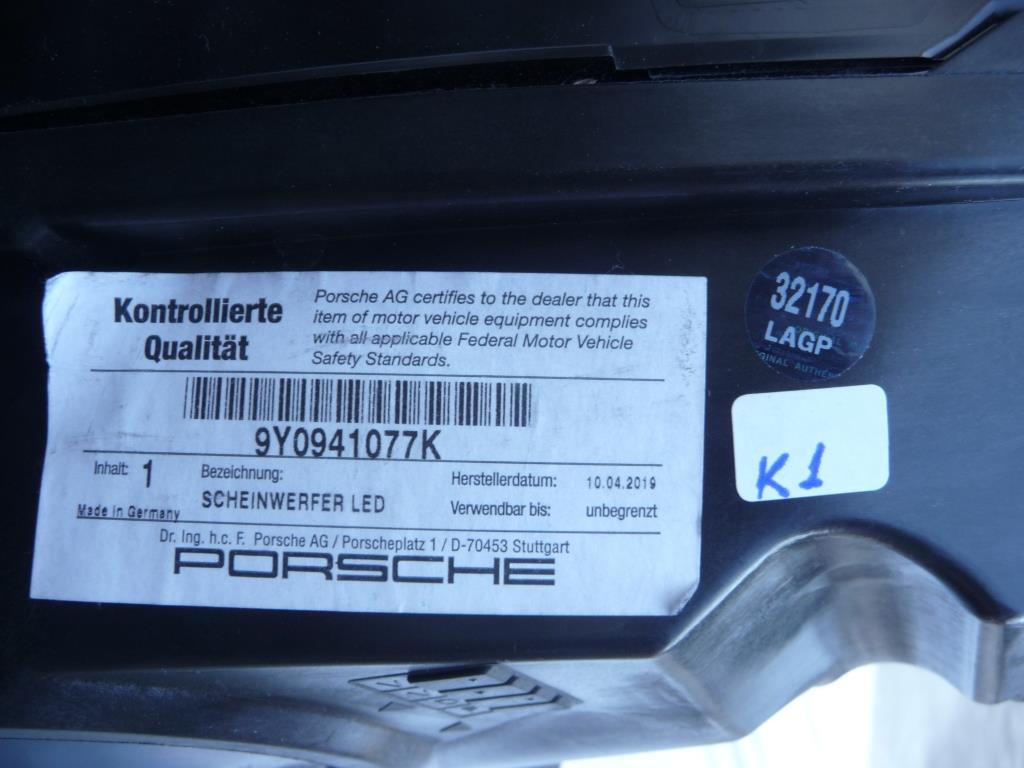 Kontrollierte
Qualität
Porsche AG certifies to the dealer that this
item of motor vehicle equipment complies
with all applicable Federal Motor Vehicle
Safety Standards.
9Y0941077K
Inhalt: 1
Bezeichnung:
SCHEINWERFER LED
Herstellerdatum: 10.04.2019
Verwendbar bis: unbegrenzt
Made in Germany
Dr. Ing. h.c. F. Porsche AG / Porscheplatz 1 / D-70453 Stuttgart
PORSCHE
32170
LAGP
K1